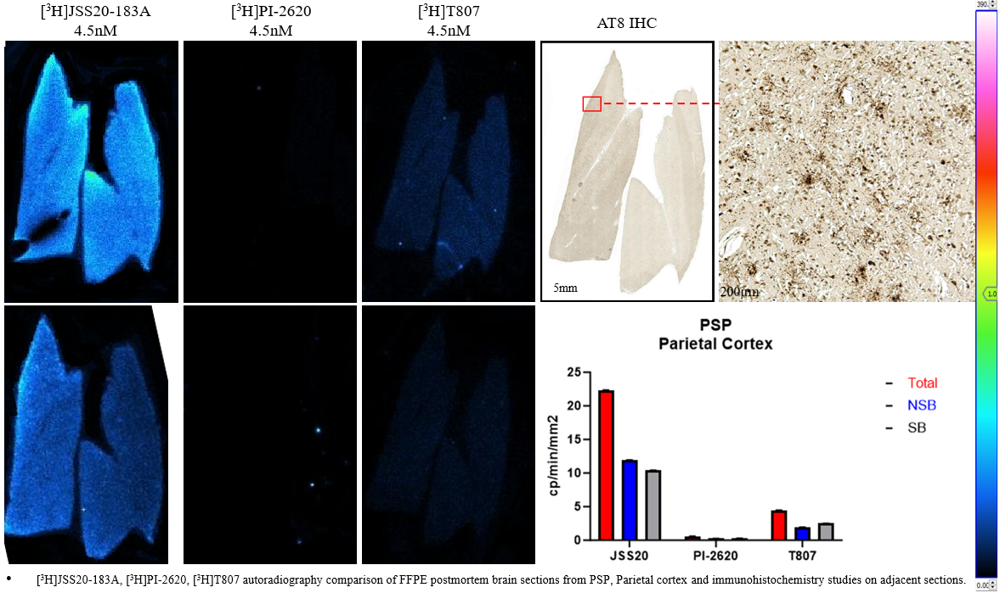 [³H]JSS20-183A
4.5nM
[³H]PI-2620
4.5nM
[³H]T807
4.5nM
AT8 IHC
390.
5mm
200μm
1.0
PSP
Parietal Cortex
25
20
15
10
5
0
cp/min/mm2
JSS20
PI-2620
T807
Total
NSB
SB
0.00
• [³H]JSS20-183A, [³H]PI-2620, [³H]T807 autoradiography comparison of FFPE postmortem brain sections from PSP, Parietal cortex and immunohistochemistry studies on adjacent sections.